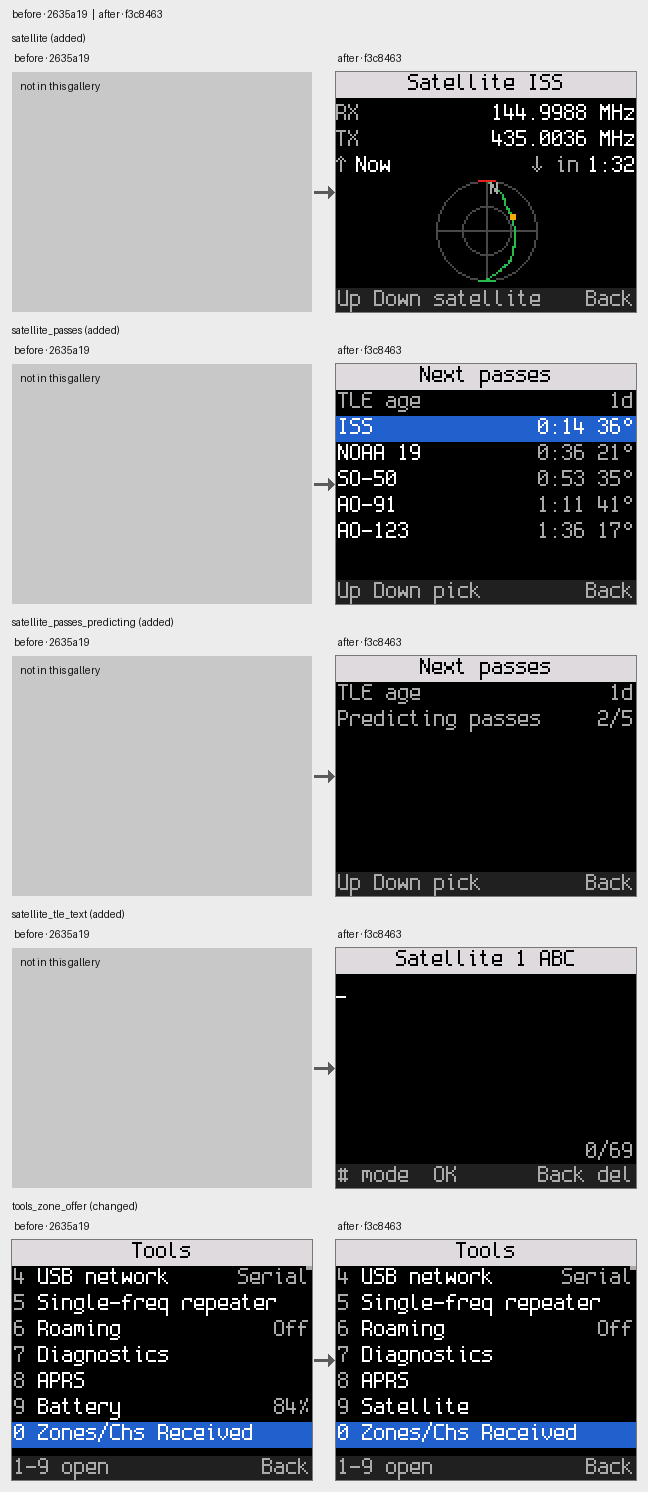 before · 2635a19 | after · f3c8463
satellite (added)
before · 2635a19
after · f3c8463
not in this gallery
Satellite ISS
RX 144.9988 MHz
TX 435.0036 MHz
↑ Now ↓ in 1:32
N
Up Down satellite Back
satellite_passes (added)
before · 2635a19
after · f3c8463
not in this gallery
Next passes
TLE age 1d
ISS 0:14 36°
NOAA 19 0:36 21°
SO-50 0:53 35°
AO-91 1:11 41°
AO-123 1:36 17°
Up Down pick Back
satellite_passes_predicting (added)
before · 2635a19
after · f3c8463
not in this gallery
Next passes
TLE age 1d
Predicting passes 2/5
Up Down pick Back
satellite_tle_text (added)
before · 2635a19
after · f3c8463
not in this gallery
Satellite 1 ABC
_
0/69
# mode OK Back del
tools_zone_offer (changed)
before · 2635a19
after · f3c8463
Tools
4 USB network Serial
5 Single-freq repeater
6 Roaming Off
7 Diagnostics
8 APRS
9 Battery 84%
0 Zones/Chs Received
1-9 open Back
Tools
4 USB network Serial
5 Single-freq repeater
6 Roaming Off
7 Diagnostics
8 APRS
9 Satellite
0 Zones/Chs Received
1-9 open Back